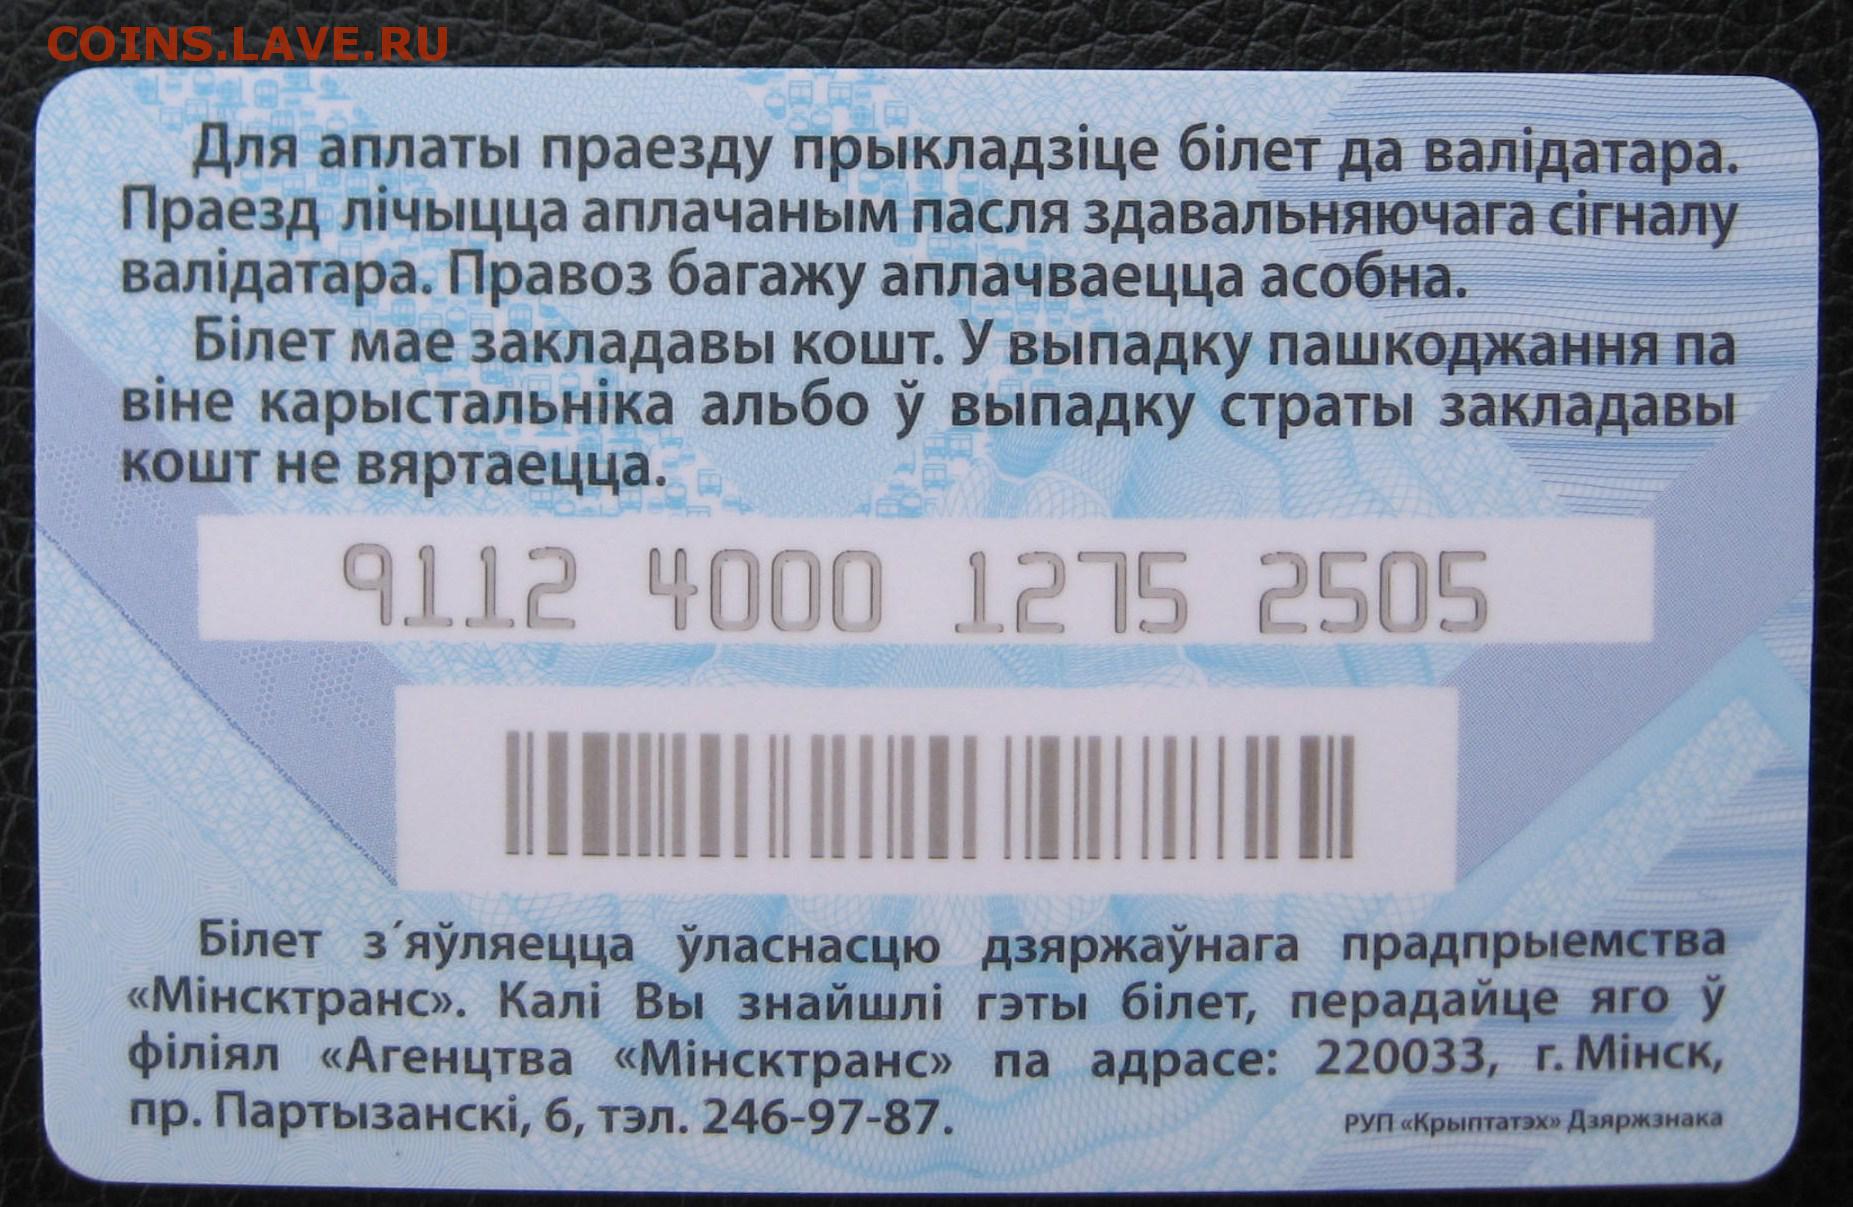 COINS.LAVE.RU
Для аплаты праезду прыкладзіце білет да валідатара.
Праезд лічыцца аплачаным пасля здавальняючага сігналу
валідатара. Правоз багажу аплачваецца асобна.
Білет мае закладавы кошт. У выпадку пашкоджання па
віне карыстальніка альбо ў выпадку страты закладавы
кошт не вяртаецца.
9112 4000 1275 2505
Білет з´яўляецца ўласнасцю дзяржаўнага прадпрыемства
«Мінсктранс». Калі Вы знайшлі гэты білет, перадайце яго ў
філіял «Агенцтва «Мінсктранс» па адрасе: 220033, г. Мінск,
пр. Партызанскі, 6, тэл. 246-97-87.
РУП «Крыптатэх» Дзяржзнака